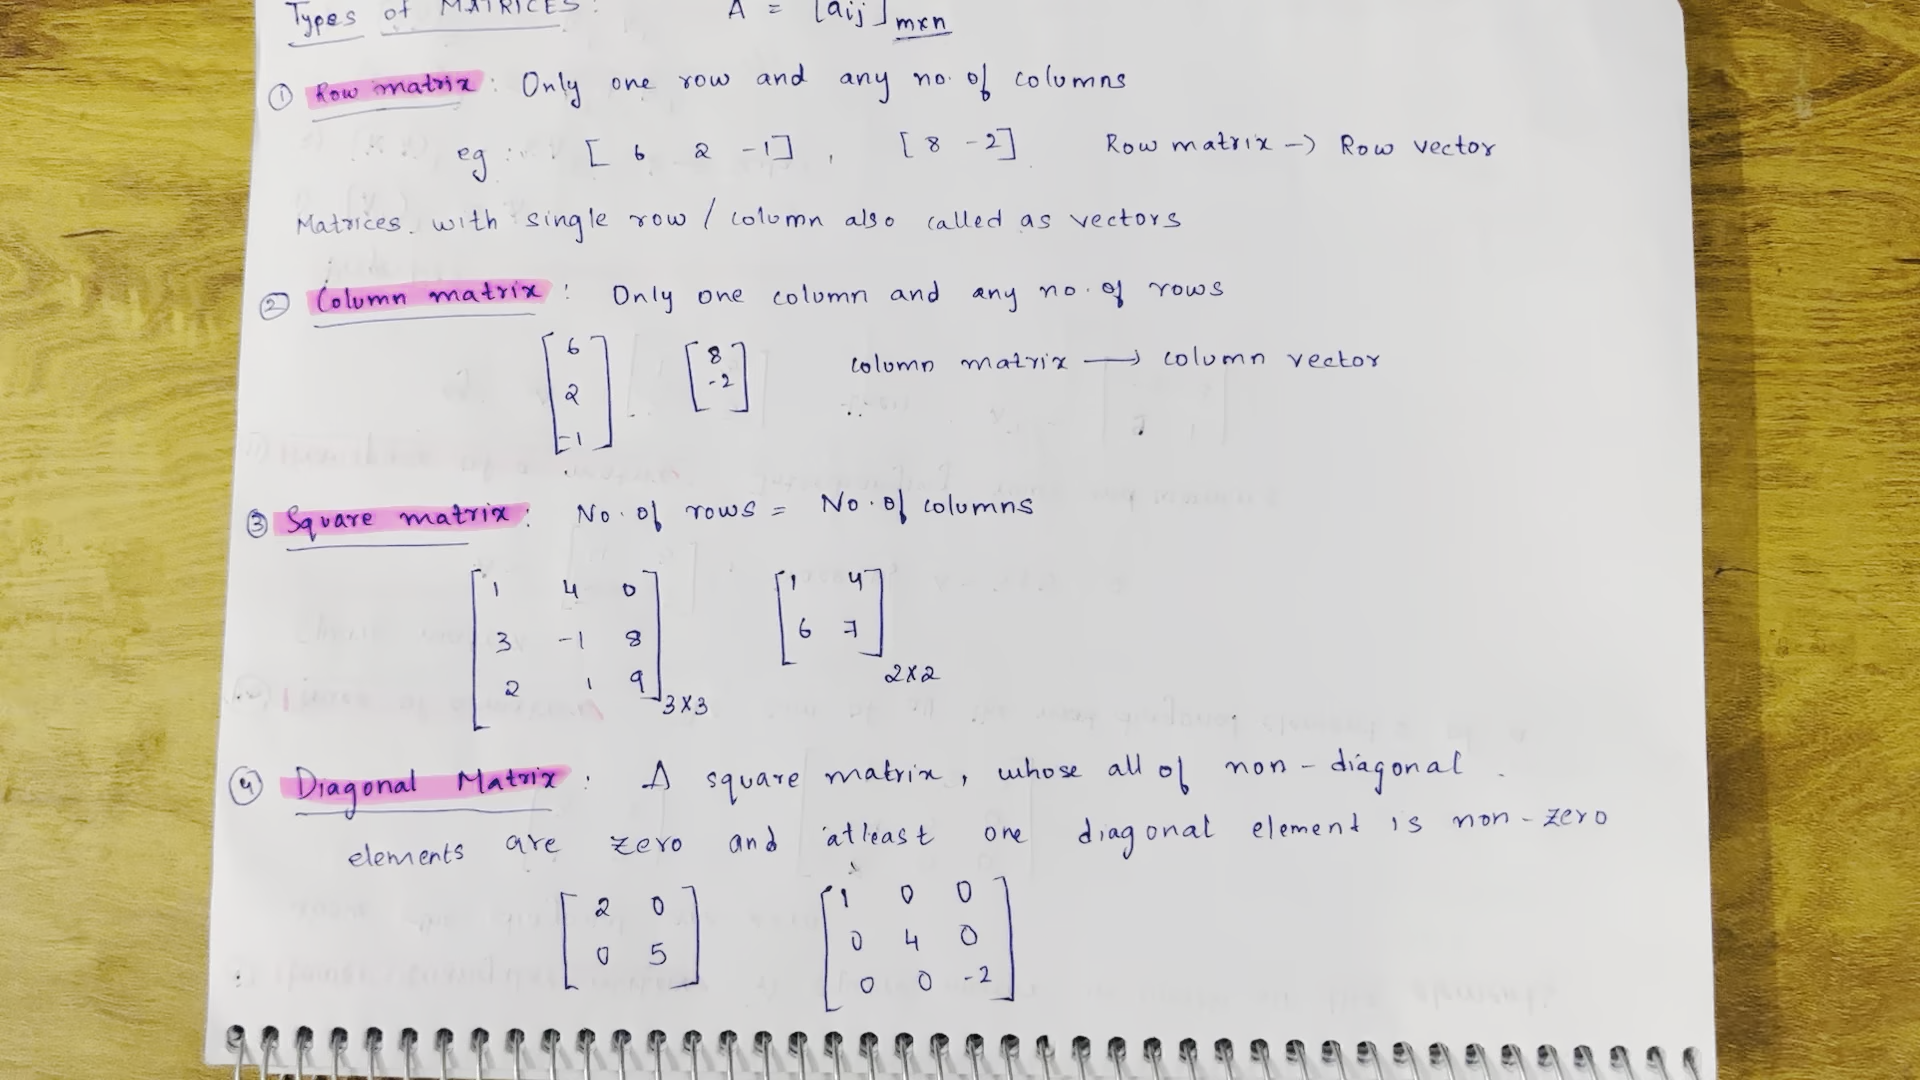 Types of MATRICES : A = [aij] mxn
① Row matrix : Only one row and any no. of columns
eg : [ 6 2 -1 ] , [ 8 -2 ] Row matrix -> Row vector
Matrices with single row / column also called as vectors
② Column matrix : Only one column and any no. of rows
6 8
2 -2
-1
column matrix → column vector
③ Square matrix : No. of rows = No. of columns
1 4 0 1 4
3 -1 8 6 7
2 1 9
3x3 2x2
④ Diagonal Matrix : A square matrix, whose all of non-diagonal
elements are zero and atleast one diagonal element is non-zero
2 0 1 0 0
0 5 0 4 0
0 0 -2